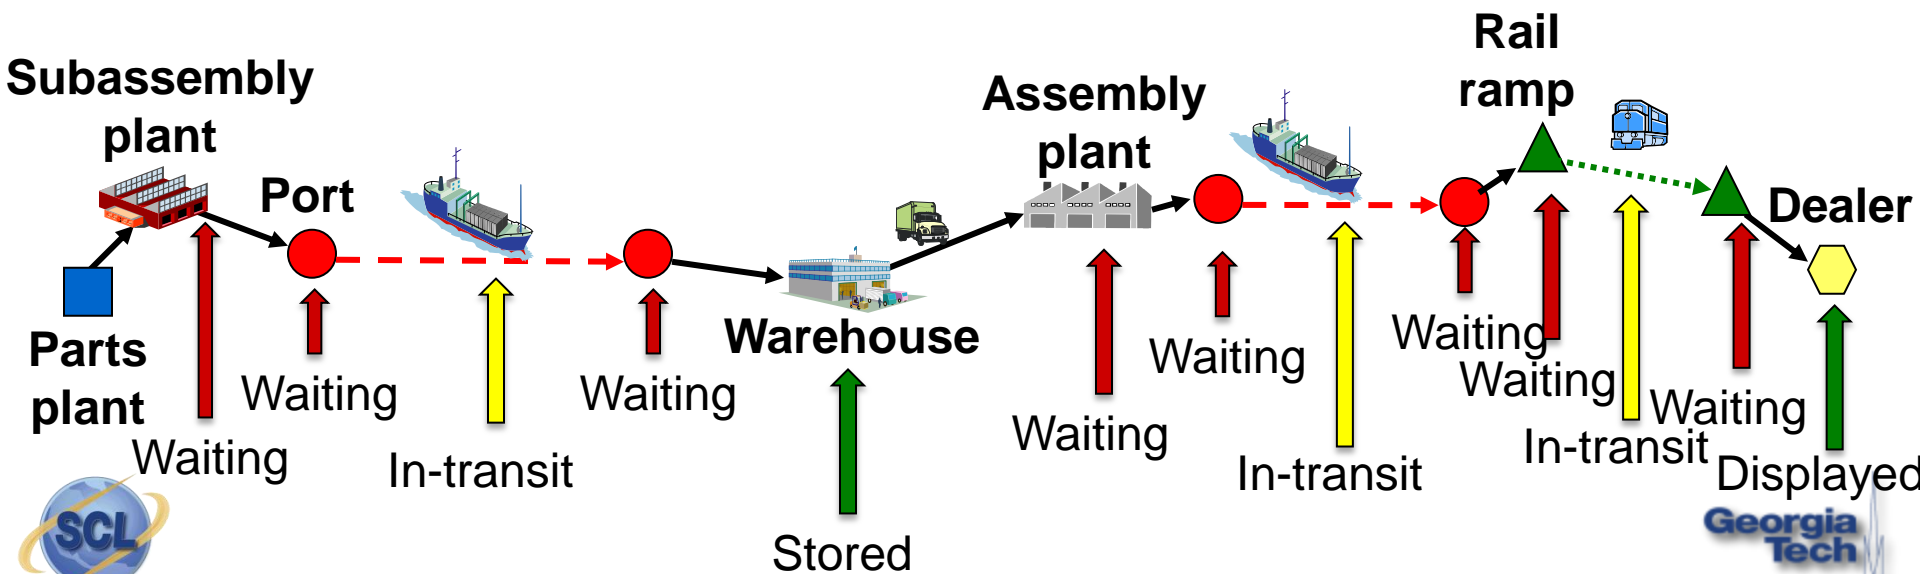 Rail
ramp
Subassembly
plant
Assembly
plant
Port
Dealer
Parts
plant
Warehouse
Waiting
Waiting
In-transit
Waiting
Stored
Waiting
Waiting
In-transit
Waiting
Waiting
In-transit
Waiting
Displayed
SCL
Georgia
Tech